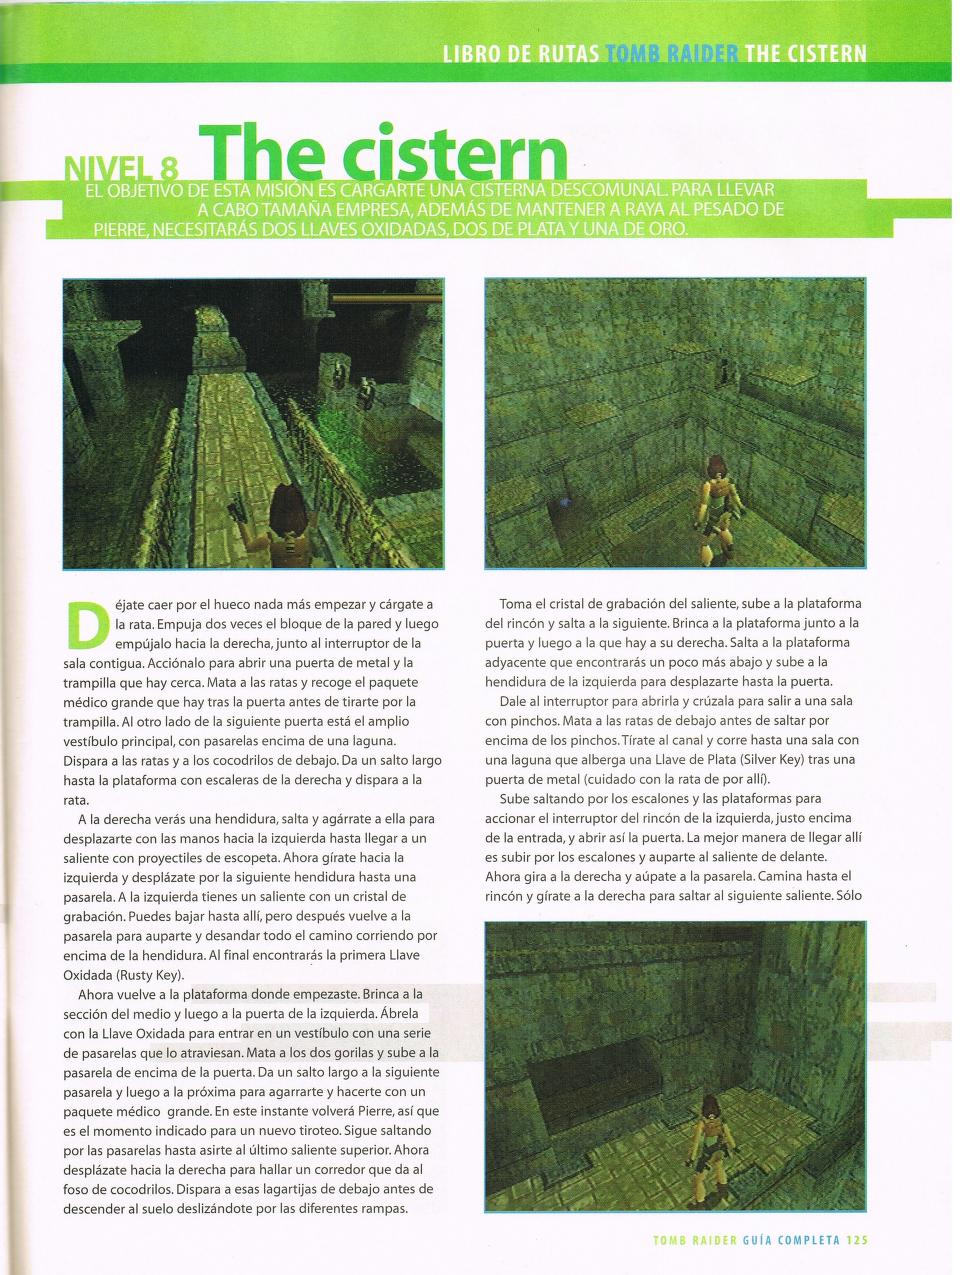 LIBRO DE RUTAS TOMB RAIDER THE CISTERN
NIVEL 8 The cistern
EL OBJETIVO DE ESTA MISIÓN ES CARGARTE UNA CISTERNA DESCOMUNAL. PARA LLEVAR
A CABO TAMAÑA EMPRESA, ADEMÁS DE MANTENER A RAYA AL PESADO DE
PIERRE, NECESITARÁS DOS LLAVES OXIDADAS, DOS DE PLATA Y UNA DE ORO.
Déjate caer por el hueco nada más empezar y cárgate a
la rata. Empuja dos veces el bloque de la pared y luego
empújalo hacia la derecha, junto al interruptor de la
sala contigua. Acciónalo para abrir una puerta de metal y la
trampilla que hay cerca. Mata a las ratas y recoge el paquete
médico grande que hay tras la puerta antes de tirarte por la
trampilla. Al otro lado de la siguiente puerta está el amplio
vestíbulo principal, con pasarelas encima de una laguna.
Dispara a las ratas y a los cocodrilos de debajo. Da un salto largo
hasta la plataforma con escaleras de la derecha y dispara a la
rata.
A la derecha verás una hendidura, salta y agárrate a ella para
desplazarte con las manos hacia la izquierda hasta llegar a un
saliente con proyectiles de escopeta. Ahora gírate hacia la
izquierda y desplázate por la siguiente hendidura hasta una
pasarela. A la izquierda tienes un saliente con un cristal de
grabación. Puedes bajar hasta allí, pero después vuelve a la
pasarela para auparte y desandar todo el camino corriendo por
encima de la hendidura. Al final encontrarás la primera Llave
Oxidada (Rusty Key).
Ahora vuelve a la plataforma donde empezaste. Brinca a la
sección del medio y luego a la puerta de la izquierda. Ábrela
con la Llave Oxidada para entrar en un vestíbulo con una serie
de pasarelas que lo atraviesan. Mata a los dos gorilas y sube a la
pasarela de encima de la puerta. Da un salto largo a la siguiente
pasarela y luego a la próxima para agarrarte y hacerte con un
paquete médico grande. En este instante volverá Pierre, así que
es el momento indicado para un nuevo tiroteo. Sigue saltando
por las pasarelas hasta asirte al último saliente superior. Ahora
desplázate hacia la derecha para hallar un corredor que da al
foso de cocodrilos. Dispara a esas lagartijas de debajo antes de
descender al suelo deslizándote por las diferentes rampas.
Toma el cristal de grabación del saliente, sube a la plataforma
del rincón y salta a la siguiente. Brinca a la plataforma junto a la
puerta y luego a la que hay a su derecha. Salta a la plataforma
adyacente que encontrarás un poco más abajo y sube a la
hendidura de la izquierda para desplazarte hasta la puerta.
Dale al interruptor para abrirla y crúzala para salir a una sala
con pinchos. Mata a las ratas de debajo antes de saltar por
encima de los pinchos. Tírate al canal y corre hasta una sala con
una laguna que alberga una Llave de Plata (Silver Key) tras una
puerta de metal (cuidado con la rata de por allí).
Sube saltando por los escalones y las plataformas para
accionar el interruptor del rincón de la izquierda, justo encima
de la entrada, y abrir así la puerta. La mejor manera de llegar allí
es subir por los escalones y auparte al saliente de delante.
Ahora gira a la derecha y aúpate a la pasarela. Camina hasta el
rincón y gírate a la derecha para saltar al siguiente saliente. Sólo
TOMB RAIDER GUÍA COMPLETA 125